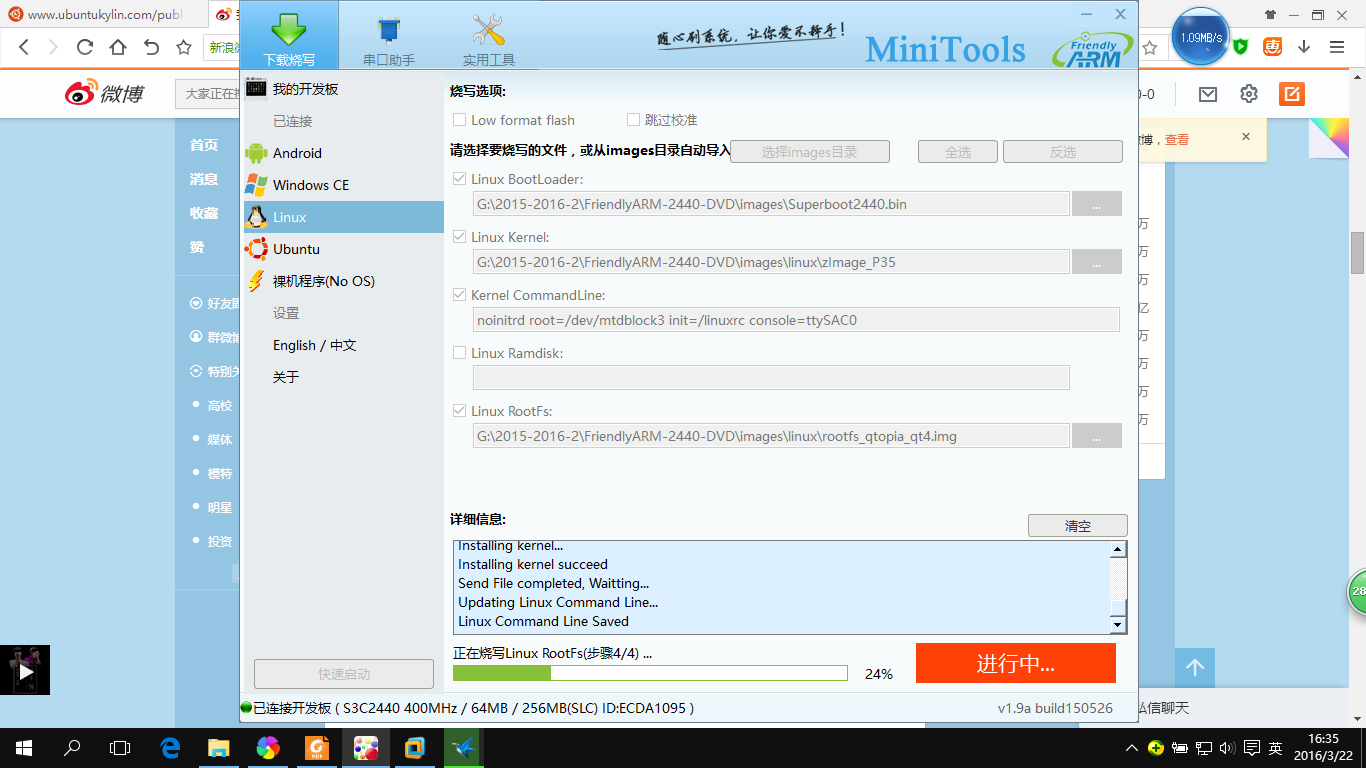 www.ubuntukylin.com/publ
下载烧写
串口助手
实用工具
随心刷系统，让你爱不释手！
MiniTools
Friendly
ARM
1.09MB/s
惠
新浪微
微博
大家正在搜
0-0
首页
消息
收藏
赞
好友圈
群微博
特别关
高校
媒体
模特
明星
投资
我的开发板
已连接
Android
Windows CE
Linux
Ubuntu
裸机程序(No OS)
设置
English / 中文
关于
快速启动
烧写选项:
Low format flash
跳过校准
请选择要烧写的文件，或从images目录自动导入
选择images目录
全选
反选
Linux BootLoader:
G:\2015-2016-2\FriendlyARM-2440-DVD\images\Superboot2440.bin
...
Linux Kernel:
G:\2015-2016-2\FriendlyARM-2440-DVD\images\linux\zImage_P35
...
Kernel CommandLine:
noinitrd root=/dev/mtdblock3 init=/linuxrc console=ttySAC0
Linux Ramdisk:
Linux RootFs:
G:\2015-2016-2\FriendlyARM-2440-DVD\images\linux\rootfs_qtopia_qt4.img
...
详细信息:
清空
Installing kernel...
Installing kernel succeed
Send File completed, Waitting...
Updating Linux Command Line...
Linux Command Line Saved
正在烧写Linux RootFs(步骤4/4) ...
24%
进行中...
已连接开发板 ( S3C2440 400MHz / 64MB / 256MB(SLC) ID:ECDA1095 )
v1.9a build150526
博，查看
万
万
万
亿
万
万
万
万
28
私信聊天
英
16:35
2016/3/22